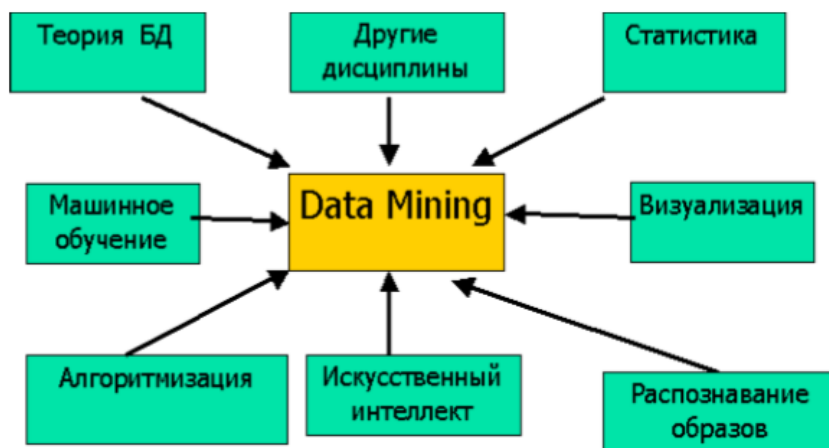 Теория БД
Другие
дисциплины
Статистика
Машинное
обучение
Data Mining
Визуализация
Алгоритмизация
Искусственный
интеллект
Распознавание
образов